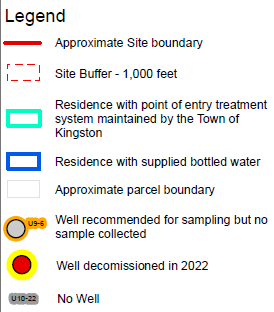 Legend
Approximate Site boundary
Site Buffer - 1,000 feet
Residence with point of entry treatment
system maintained by the Town of
Kingston
Residence with supplied bottled water
Approximate parcel boundary
U9-6
Well recommended for sampling but no
sample collected
Well decomissioned in 2022
U10-22
No Well